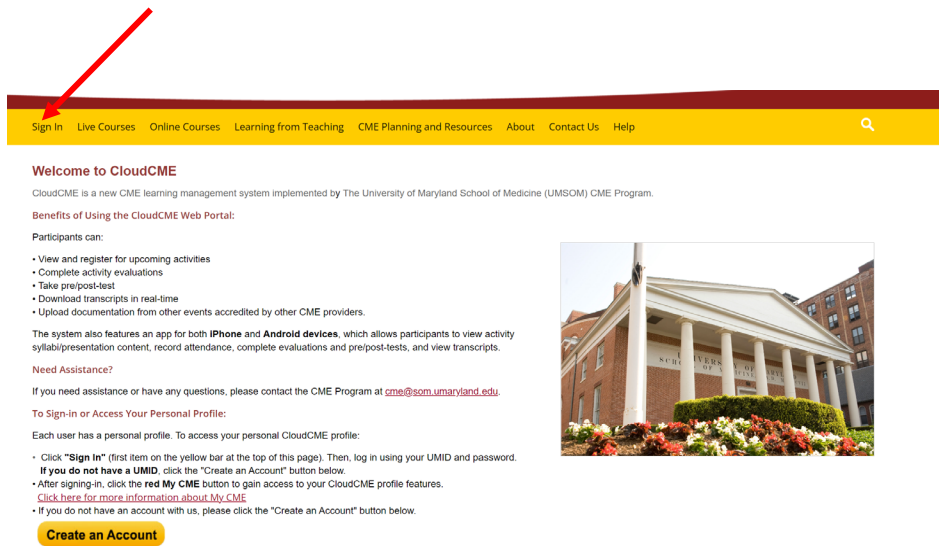 Sign In Live Courses Online Courses Learning from Teaching CME Planning and Resources About Contact Us Help
Welcome to CloudCME
CloudCME is a new CME learning management system implemented by The University of Maryland School of Medicine (UMSOM) CME Program.
Benefits of Using the CloudCME Web Portal:
Participants can:
• View and register for upcoming activities
• Complete activity evaluations
• Take pre/post-test
• Download transcripts in real-time
• Upload documentation from other events accredited by other CME providers.
The system also features an app for both iPhone and Android devices, which allows participants to view activity
syllabi/presentation content, record attendance, complete evaluations and pre/post-tests, and view transcripts.
Need Assistance?
If you need assistance or have any questions, please contact the CME Program at cme@som.umaryland.edu.
To Sign-in or Access Your Personal Profile:
Each user has a personal profile. To access your personal CloudCME profile:
• Click "Sign In" (first item on the yellow bar at the top of this page). Then, log in using your UMID and password.
If you do not have a UMID, click the "Create an Account" button below.
• After signing-in, click the red My CME button to gain access to your CloudCME profile features.
Click here for more information about My CME
• If you do not have an account with us, please click the "Create an Account" button below.
Create an Account
UNIVERSITY OF
SCHOOL OF MEDICINE